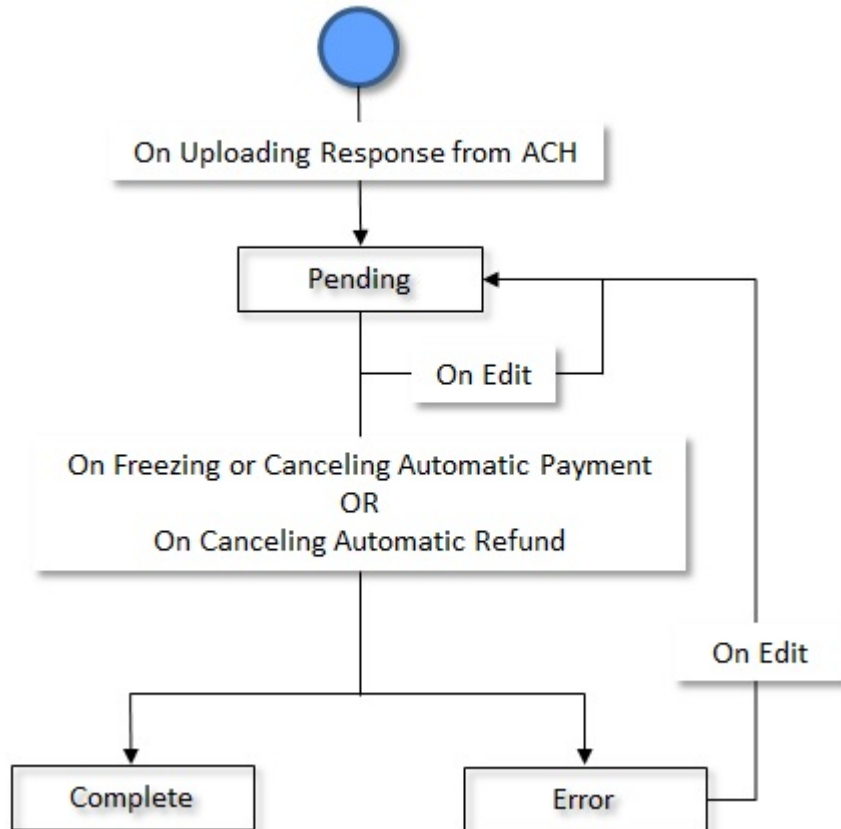 On Uploading Response from ACH
Pending
On Edit
On Freezing or Canceling Automatic Payment
OR
On Canceling Automatic Refund
On Edit
Complete
Error